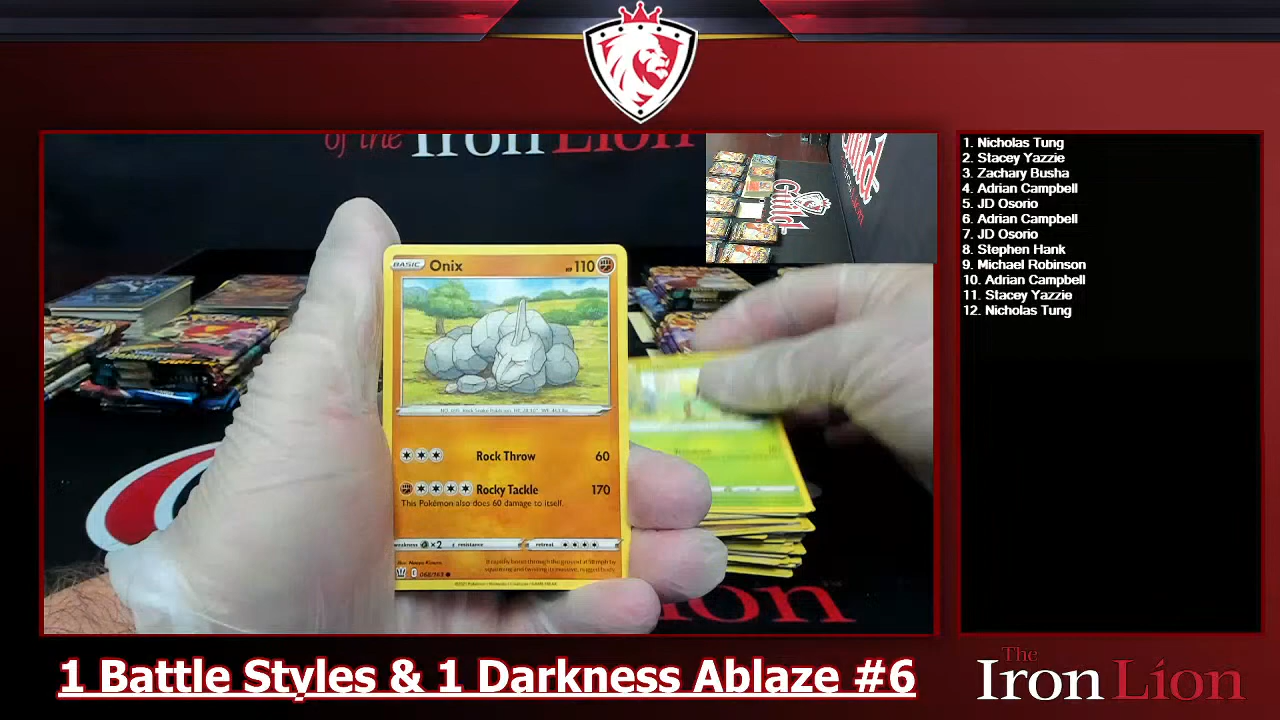 of the Iron Lion
Guild
BASIC Onix HP 110
Rock Throw 60
Rocky Tackle 170
This Pokémon also does 60 damage to itself.
weakness ×2 resistance retreat
068/163
1. Nicholas Tung
2. Stacey Yazzie
3. Zachary Busha
4. Adrian Campbell
5. JD Osorio
6. Adrian Campbell
7. JD Osorio
8. Stephen Hank
9. Michael Robinson
10. Adrian Campbell
11. Stacey Yazzie
12. Nicholas Tung
1 Battle Styles & 1 Darkness Ablaze #6
The
Iron Lion